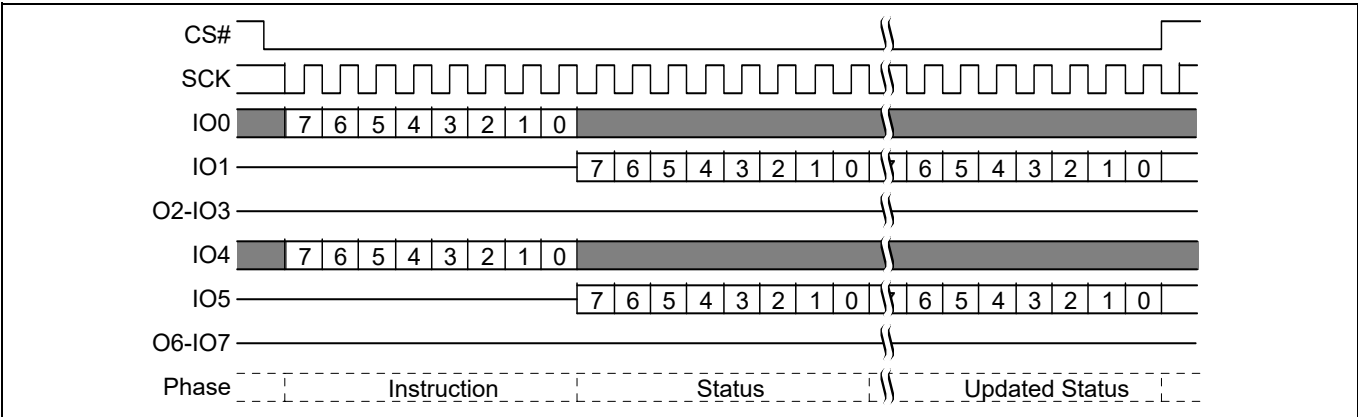 CS#
SCK
IO0 7 6 5 4 3 2 1 0
IO1 7 6 5 4 3 2 1 0 6 5 4 3 2 1 0
O2-IO3
IO4 7 6 5 4 3 2 1 0
IO5 7 6 5 4 3 2 1 0 6 5 4 3 2 1 0
O6-IO7
Phase Instruction Status Updated Status